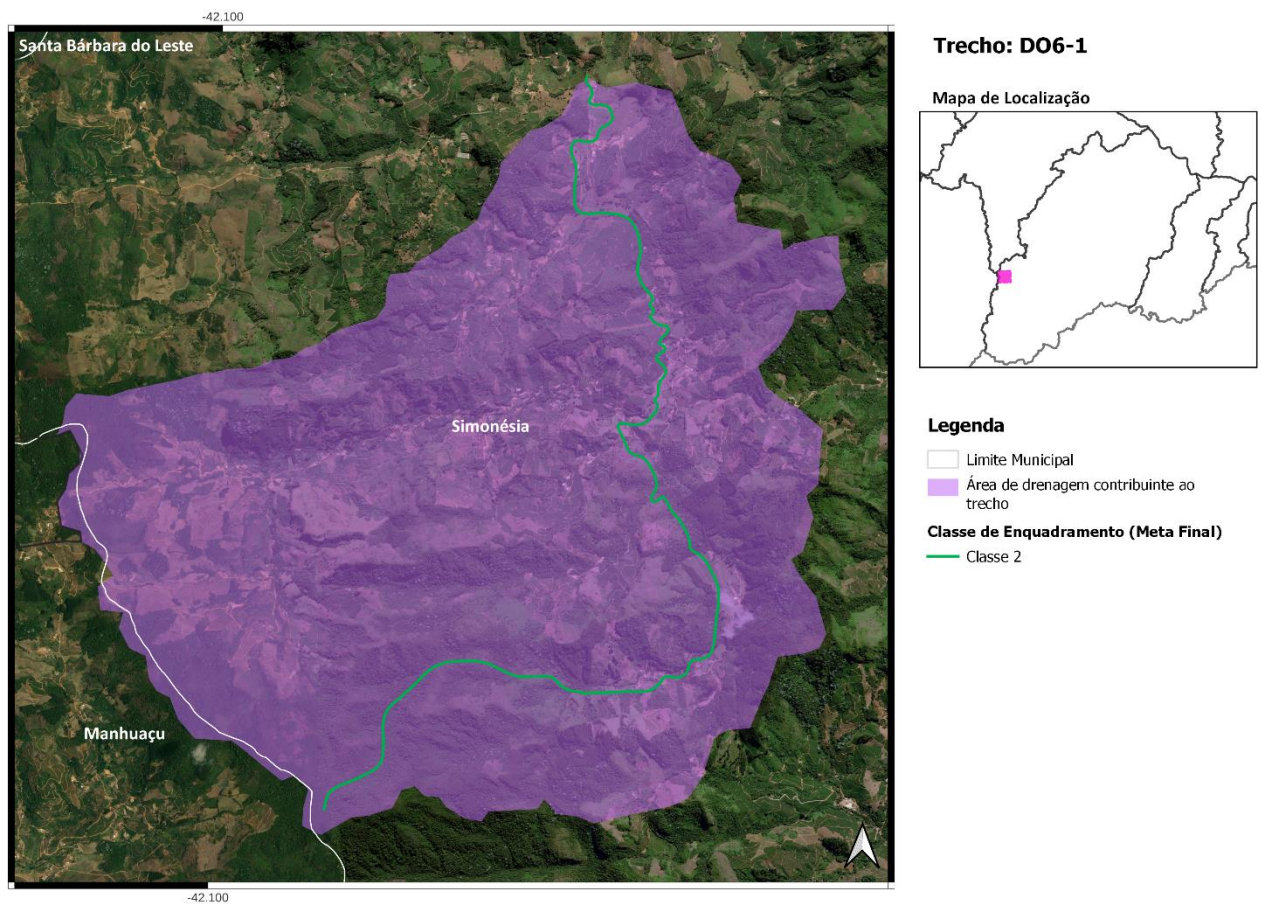 -42.100
Santa Bárbara do Leste
Simonésia
Manhuaçu
-42.100
Trecho: DO6-1
Mapa de Localização
Legenda
Limite Municipal
Área de drenagem contribuinte ao
trecho
Classe de Enquadramento (Meta Final)
Classe 2